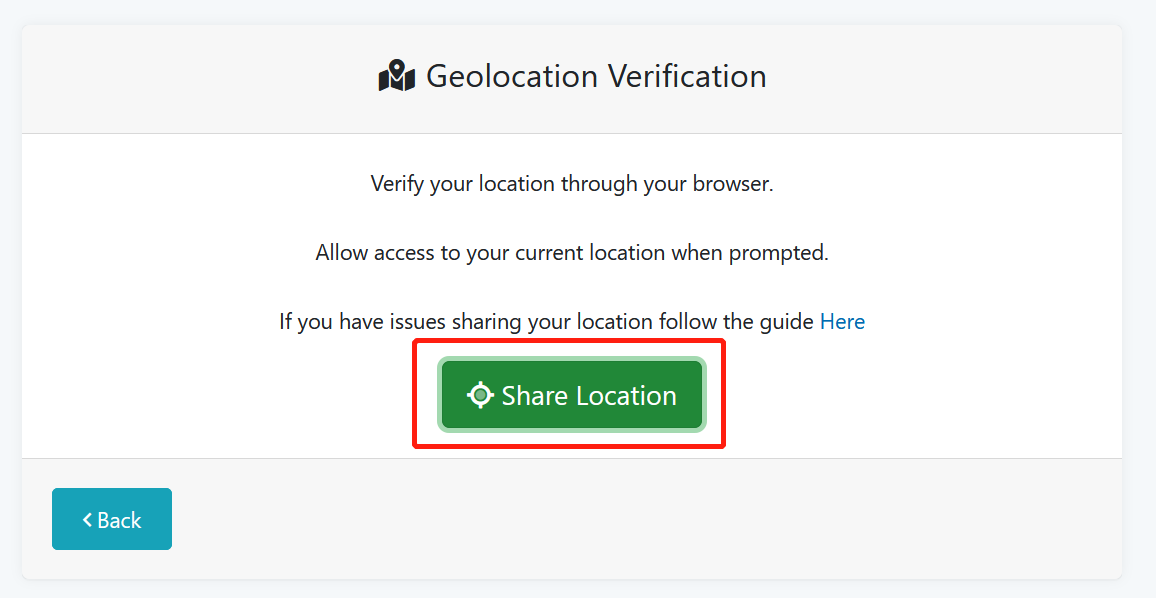 Geolocation Verification
Verify your location through your browser.
Allow access to your current location when prompted.
If you have issues sharing your location follow the guide Here
Share Location
Back